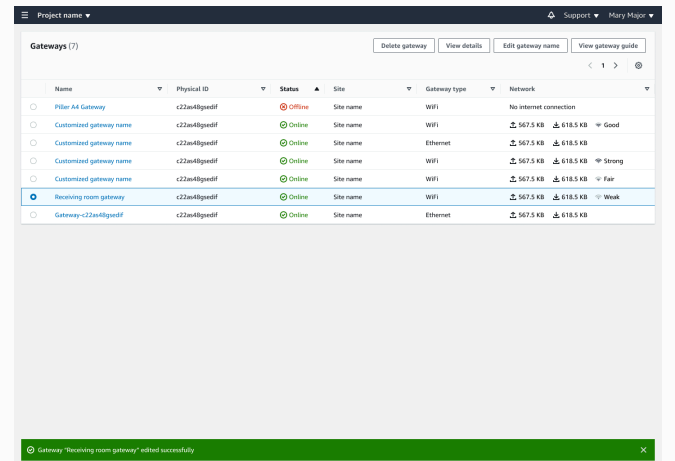 Project name Support Mary Major
Gateways (7) Delete gateway View details Edit gateway name View gateway guide
1
Name Physical ID Status Site Gateway type Network
Piller A4 Gateway c22as48gsedif Offline Site name WiFi No internet connection
Customized gateway name c22as48gsedif Online Site name WiFi 567.5 KB 618.5 KB Good
Customized gateway name c22as48gsedif Online Site name Ethernet 567.5 KB 618.5 KB
Customized gateway name c22as48gsedif Online Site name WiFi 567.5 KB 618.5 KB Strong
Customized gateway name c22as48gsedif Online Site name WiFi 567.5 KB 618.5 KB Fair
Receiving room gateway c22as48gsedif Online Site name WiFi 567.5 KB 618.5 KB Weak
Gateway-c22as48gsedif c22as48gsedif Online Site name Ethernet 567.5 KB 618.5 KB
Gateway "Receiving room gateway" edited successfully